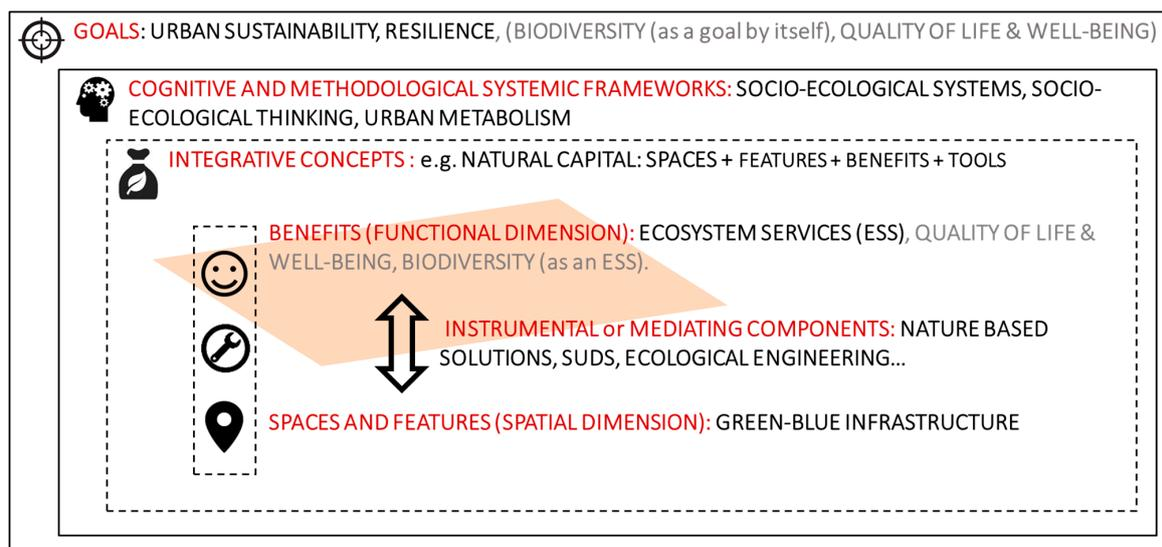 GOALS: URBAN SUSTAINABILITY, RESILIENCE, (BIODIVERSITY (as a goal by itself), QUALITY OF LIFE & WELL-BEING)
COGNITIVE AND METHODOLOGICAL SYSTEMIC FRAMEWORKS: SOCIO-ECOLOGICAL SYSTEMS, SOCIO-
ECOLOGICAL THINKING, URBAN METABOLISM
INTEGRATIVE CONCEPTS : e.g. NATURAL CAPITAL: SPACES + FEATURES + BENEFITS + TOOLS
BENEFITS (FUNCTIONAL DIMENSION): ECOSYSTEM SERVICES (ESS), QUALITY OF LIFE &
WELL-BEING, BIODIVERSITY (as an ESS).
INSTRUMENTAL or MEDIATING COMPONENTS: NATURE BASED
SOLUTIONS, SUDS, ECOLOGICAL ENGINEERING...
SPACES AND FEATURES (SPATIAL DIMENSION): GREEN-BLUE INFRASTRUCTURE